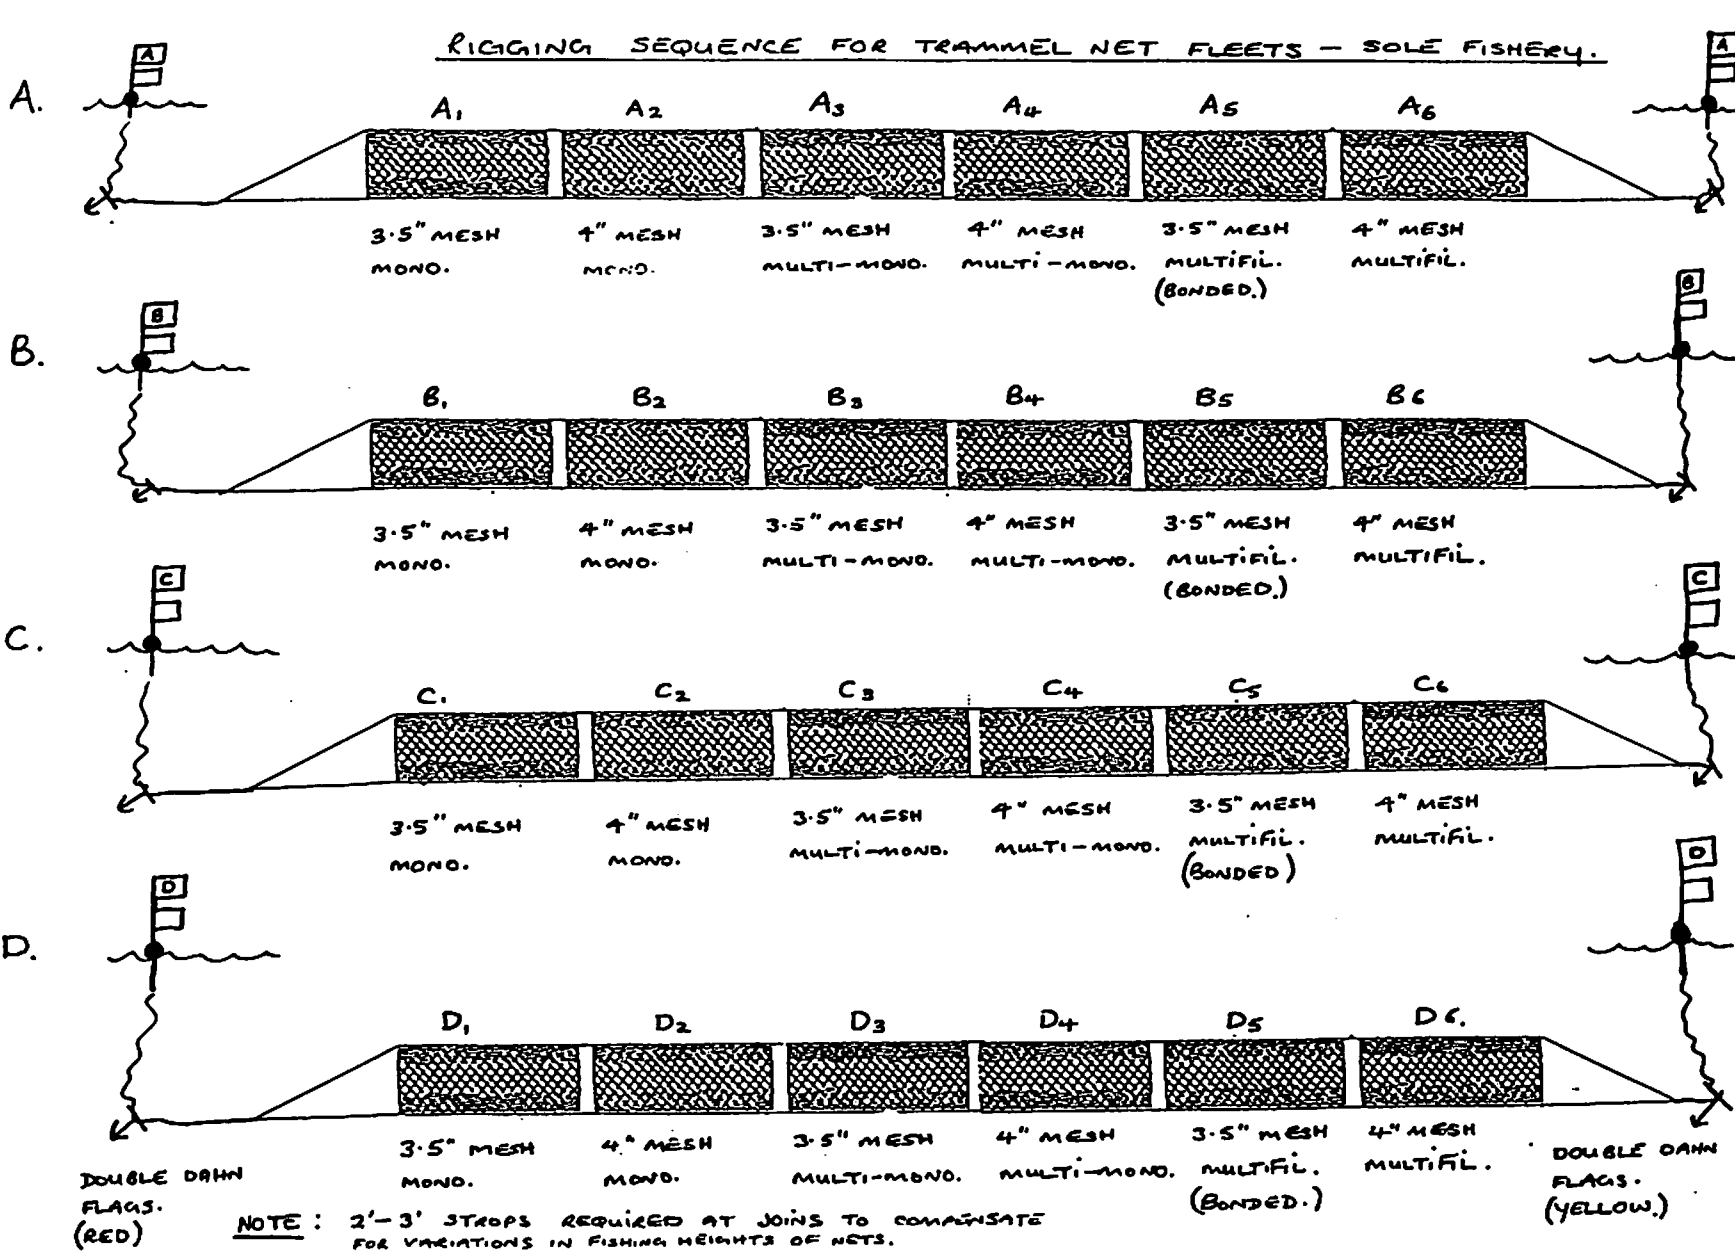 RIGGING SEQUENCE FOR TRAMMEL NET FLEETS — SOLE FISHERY.
A.
A
A
A1 A2 A3 A4 A5 A6
3.5" MESH MONO.
4" MESH MONO.
3.5" MESH MULTI-MONO.
4" MESH MULTI-MONO.
3.5" MESH MULTIFIL. (BONDED.)
4" MESH MULTIFIL.
B.
B
B
B1 B2 B3 B4 B5 B6
3.5" MESH MONO.
4" MESH MONO.
3.5" MESH MULTI-MONO.
4" MESH MULTI-MONO.
3.5" MESH MULTIFIL. (BONDED.)
4" MESH MULTIFIL.
C.
C
C
C1 C2 C3 C4 C5 C6
3.5" MESH MONO.
4" MESH MONO.
3.5" MESH MULTI-MONO.
4" MESH MULTI-MONO.
3.5" MESH MULTIFIL. (BONDED)
4" MESH MULTIFIL.
D.
D
D
D1 D2 D3 D4 D5 D6.
3.5" MESH MONO.
4" MESH MONO.
3.5" MESH MULTI-MONO.
4" MESH MULTI-MONO.
3.5" MESH MULTIFIL. (BONDED.)
4" MESH MULTIFIL.
DOUBLE DAHN
FLAGS.
(RED)
DOUBLE DAHN
FLAGS.
(YELLOW.)
NOTE: 2'-3' STROPS REQUIRED AT JOINS TO COMPENSATE
FOR VARIATIONS IN FISHING HEIGHTS OF NETS.